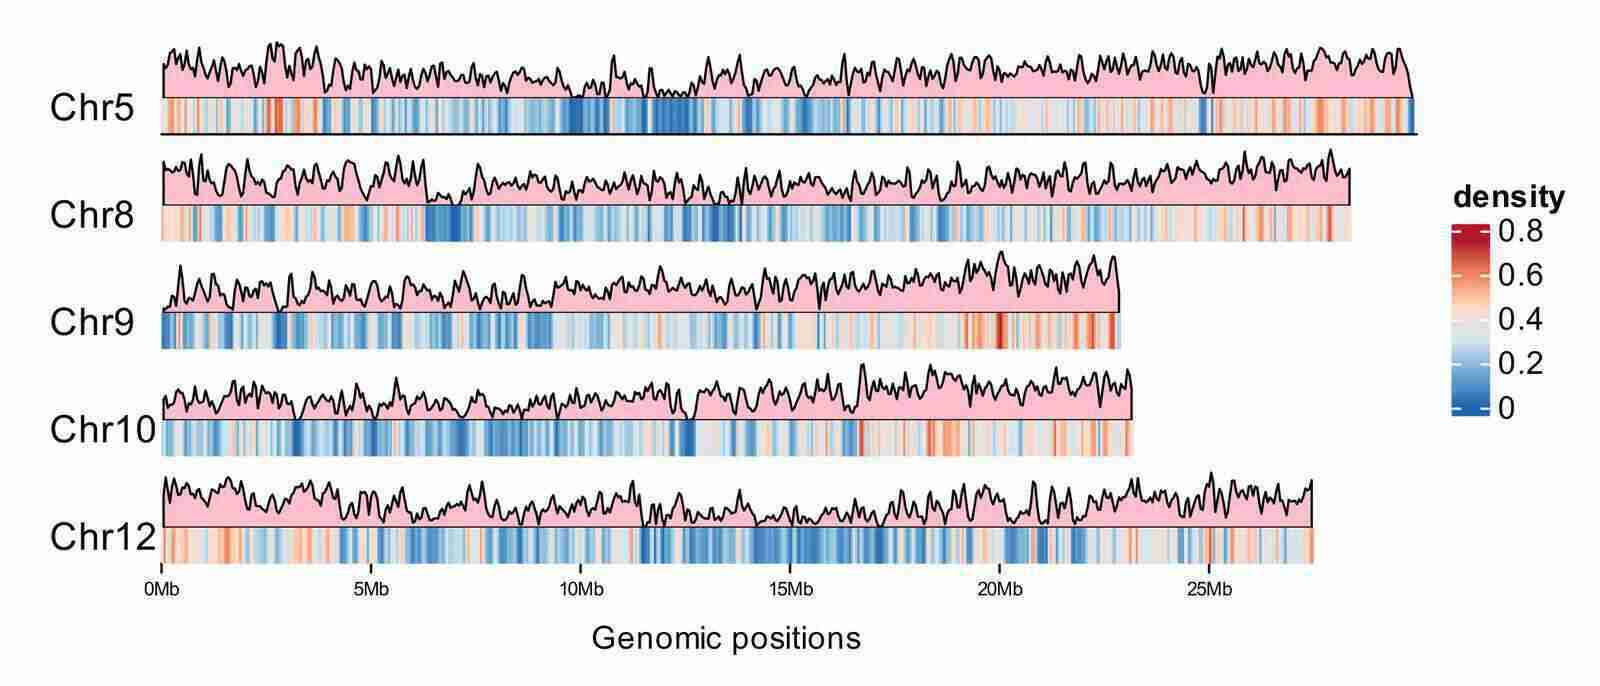 Chr5
Chr8
Chr9
Chr10
Chr12
0Mb 5Mb 10Mb 15Mb 20Mb 25Mb
Genomic positions
density
0.8
0.6
0.4
0.2
0